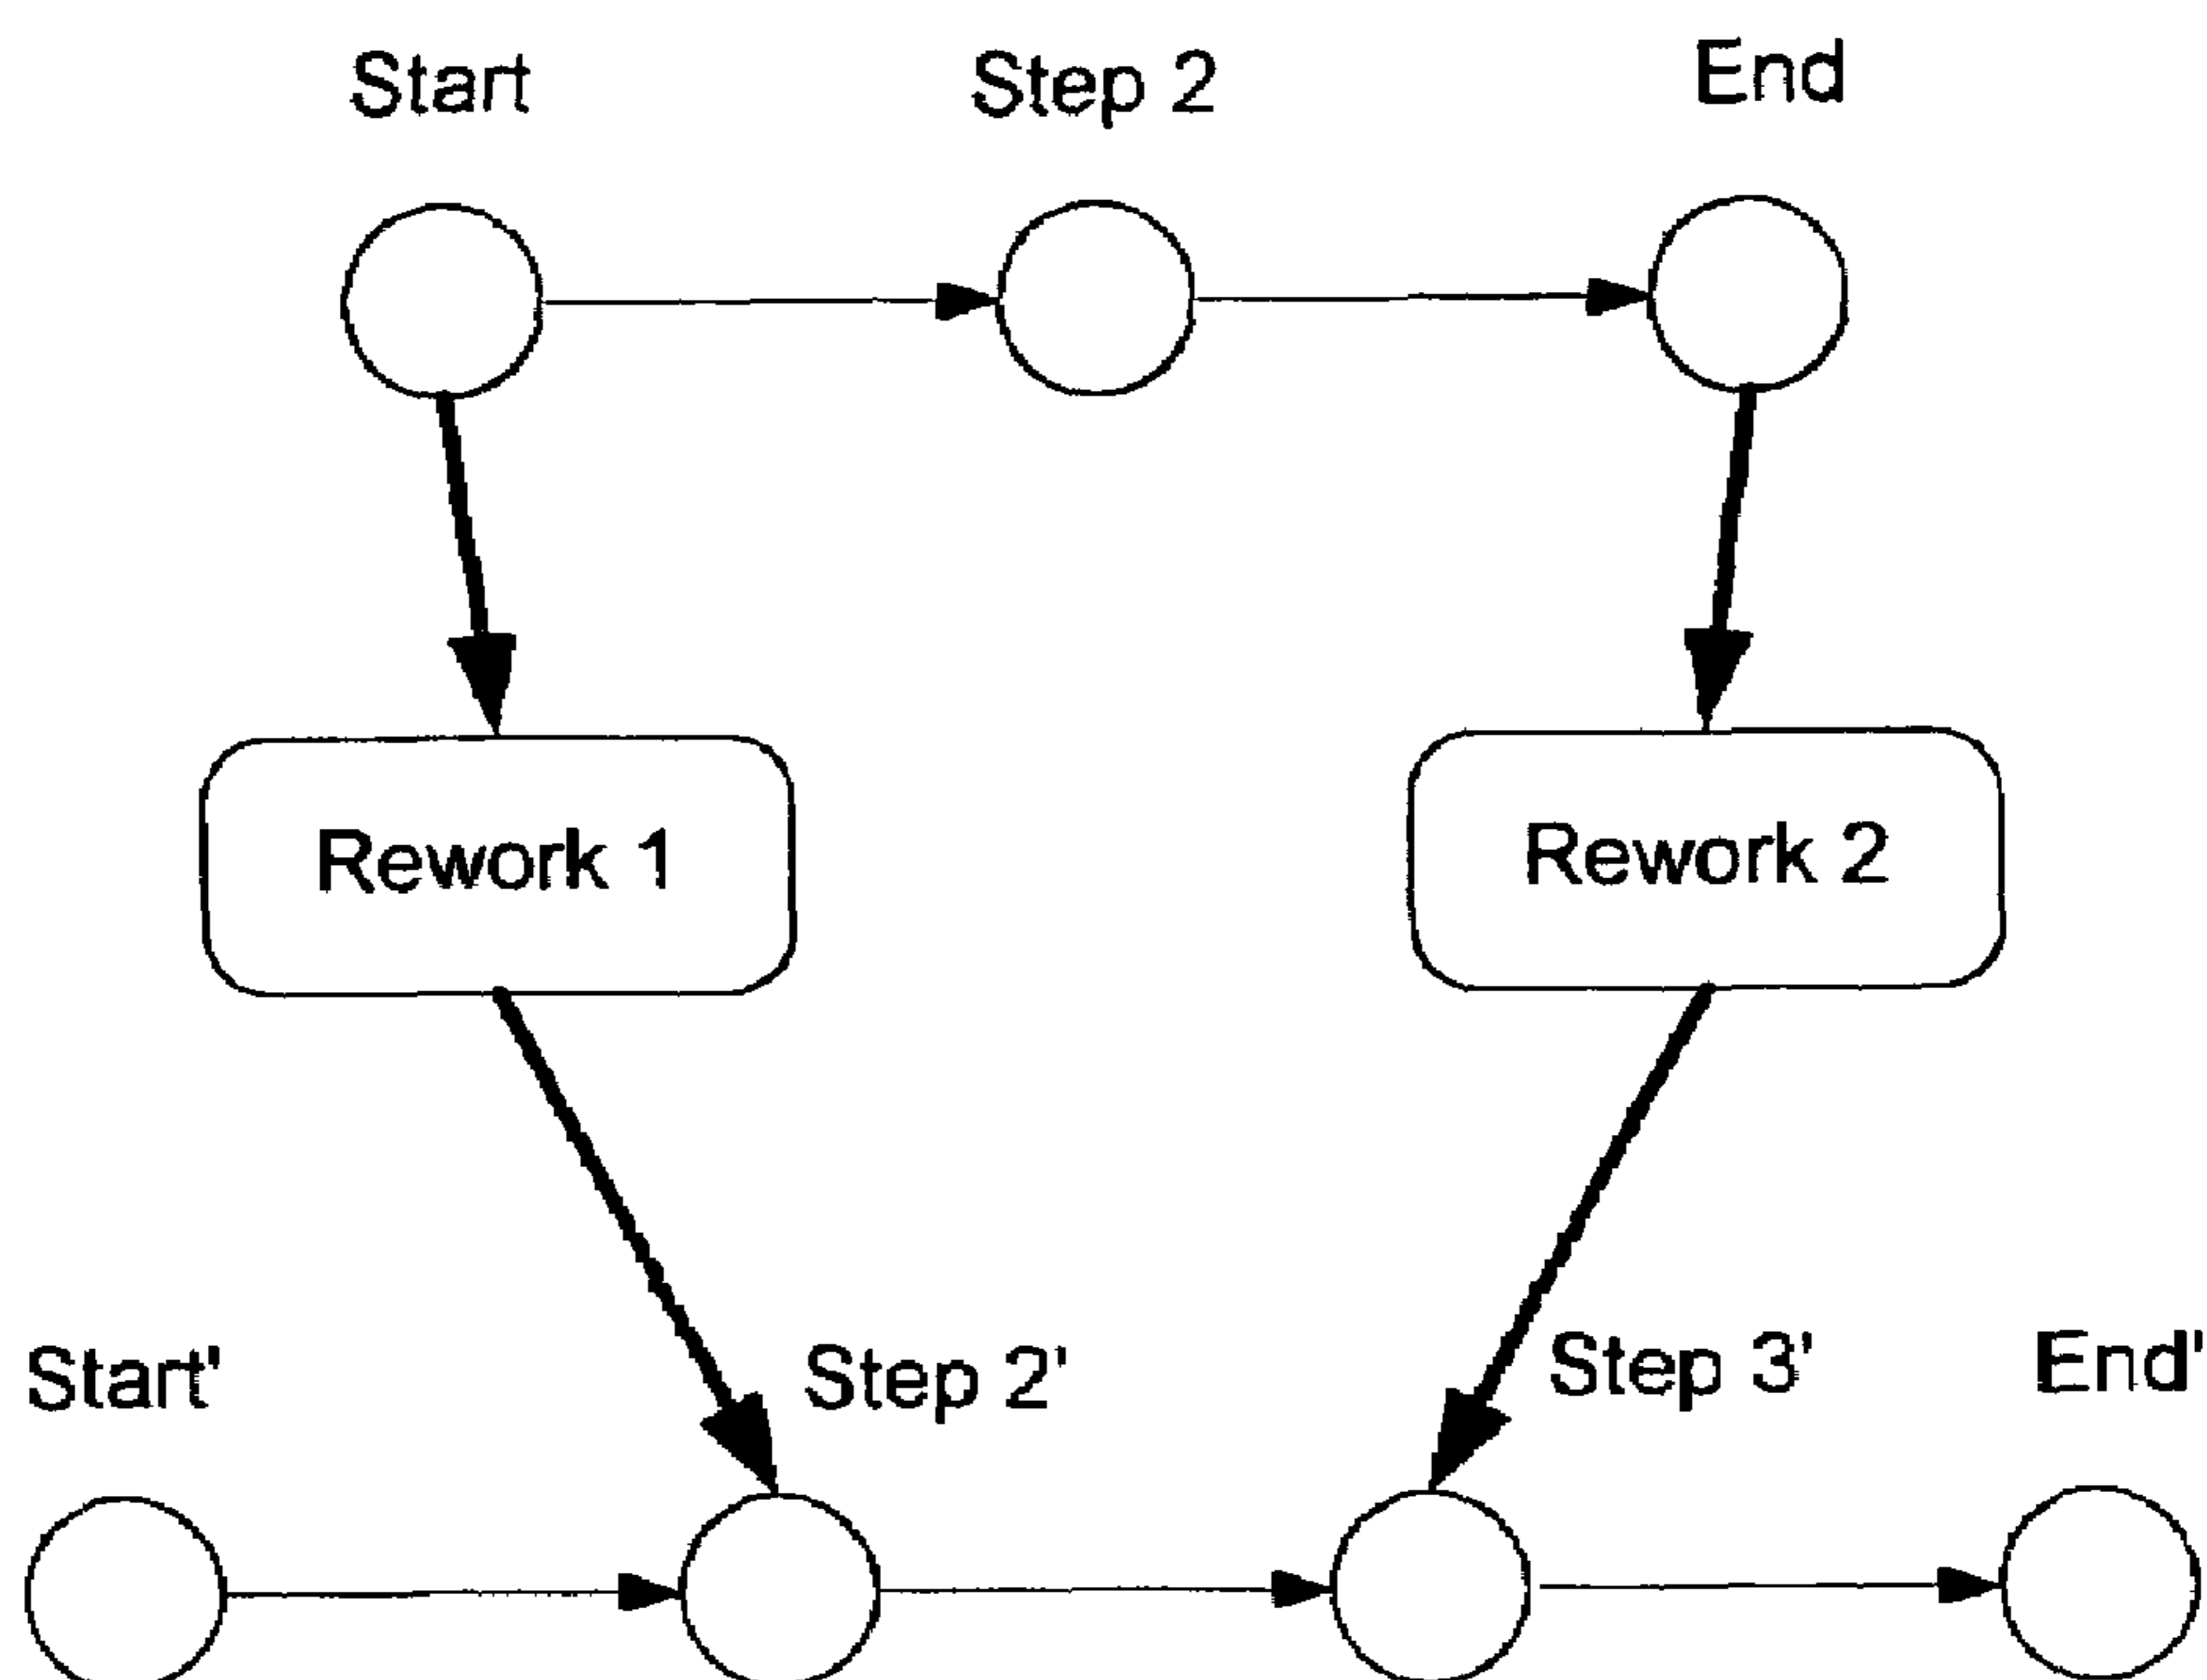 Start
Step 2
End
Rework 1
Rework 2
Start'
Step 2'
Step 3'
End'